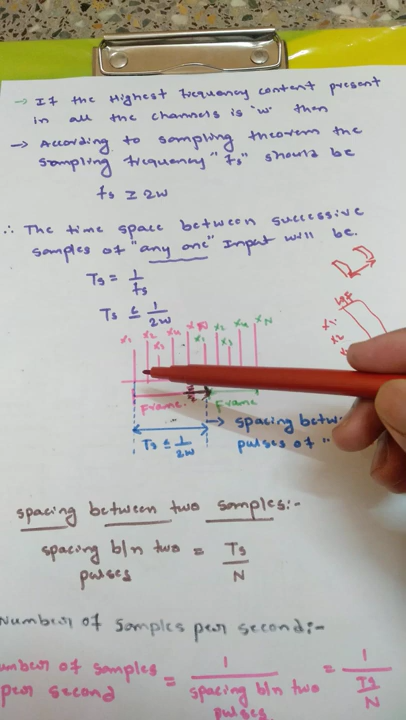 → If the Highest frequency content present
in all the channels is 'w' then
→ According to sampling theorem the
sampling frequency "fs" should be
fs ≥ 2W
∴ The time space between successive
samples of "any one" Input will be.
Ts = 1/fs
Ts ≤ 1/2W
x1 x2 x3 x4 xN x1 x2 x3 x4 xN
LPF
x1
x2
Frame Frame
Ts ≤ 1/2W → spacing betw
pulses of "
spacing between two samples:-
spacing b/n two pulses = Ts/N
Number of samples per second:-
umber of samples per second = 1/spacing b/n two pulses = 1/Ts/N